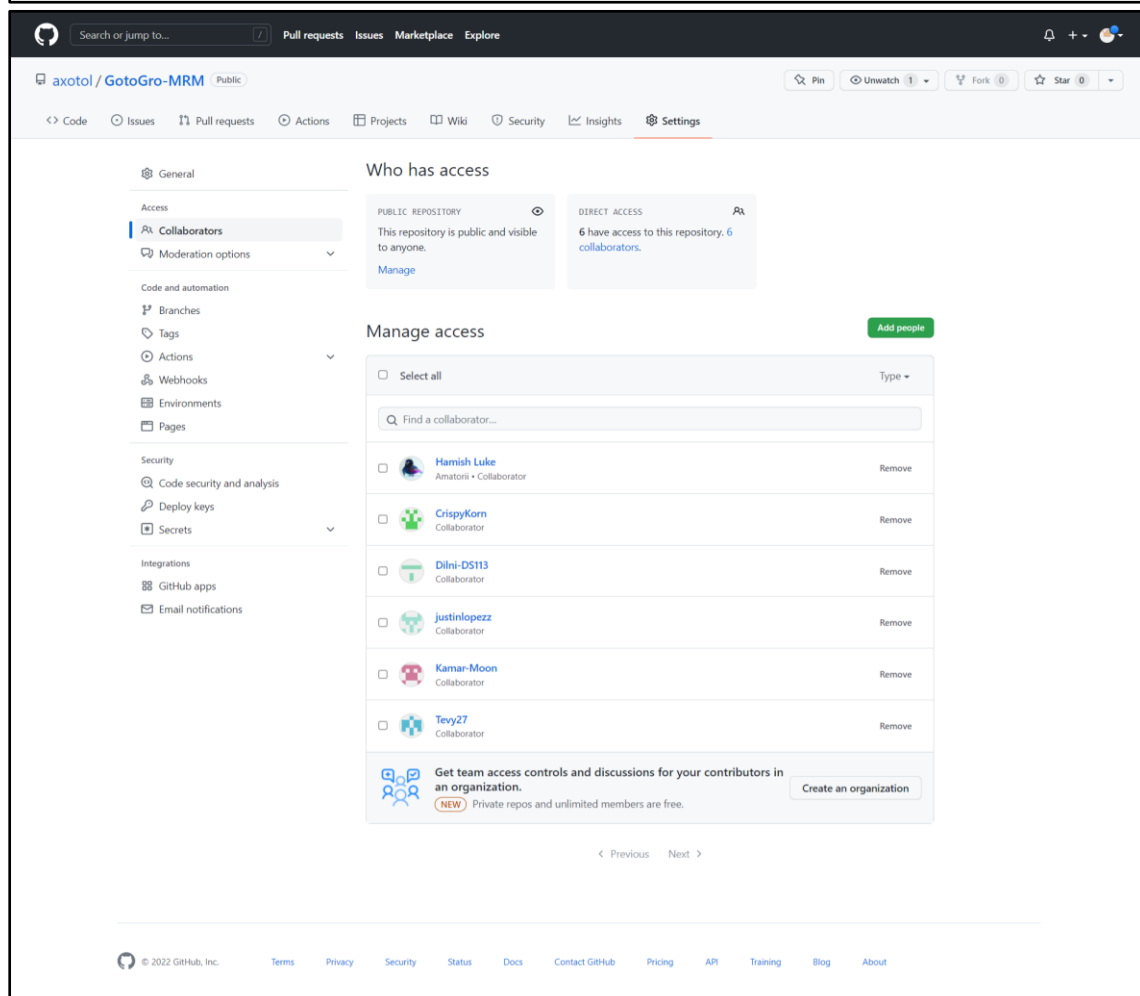 Search or jump to... / Pull requests Issues Marketplace Explore
axotol / GotoGro-MRM Public Pin Unwatch 1 Fork 0 Star 0
<> Code Issues Pull requests Actions Projects Wiki Security Insights Settings
General
Access
Collaborators
Moderation options
Code and automation
Branches
Tags
Actions
Webhooks
Environments
Pages
Security
Code security and analysis
Deploy keys
Secrets
Integrations
GitHub apps
Email notifications
Who has access
PUBLIC REPOSITORY
This repository is public and visible
to anyone.
Manage
DIRECT ACCESS
6 have access to this repository. 6
collaborators.
Manage access
Add people
Select all
Type
Find a collaborator...
Hamish Luke
Amatorii • Collaborator
Remove
CrispyKorn
Collaborator
Remove
Dilni-DS113
Collaborator
Remove
justinlopezz
Collaborator
Remove
Kamar-Moon
Collaborator
Remove
Tevy27
Collaborator
Remove
Get team access controls and discussions for your contributors in
an organization.
NEW Private repos and unlimited members are free.
Create an organization
< Previous Next >
© 2022 GitHub, Inc. Terms Privacy Security Status Docs Contact GitHub Pricing API Training Blog About